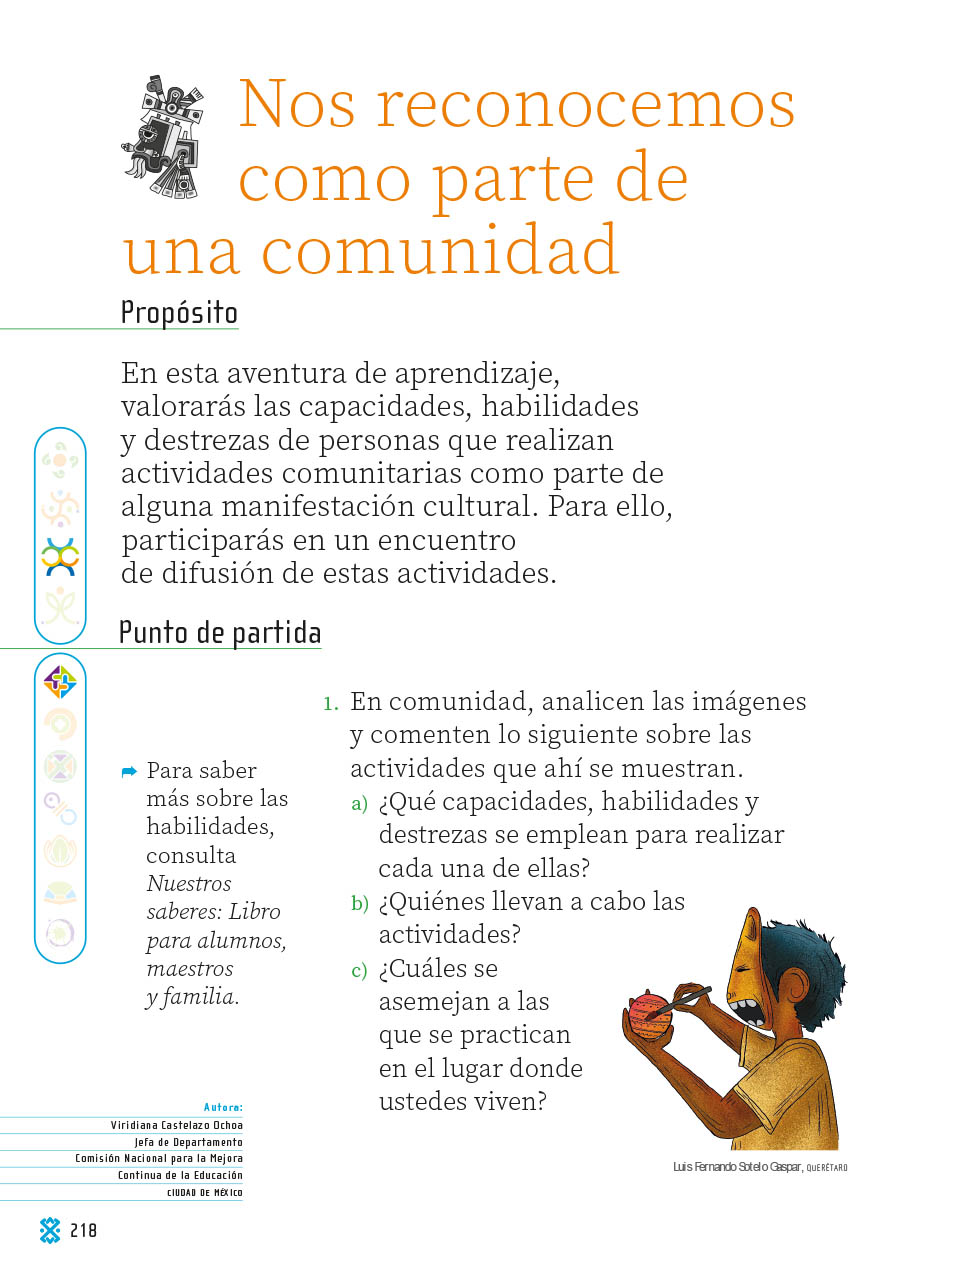 Nos reconocemos
como parte de
una comunidad
Propósito
En esta aventura de aprendizaje,
valorarás las capacidades, habilidades
y destrezas de personas que realizan
actividades comunitarias como parte de
alguna manifestación cultural. Para ello,
participarás en un encuentro
de difusión de estas actividades.
Punto de partida
1. En comunidad, analicen las imágenes
y comenten lo siguiente sobre las
actividades que ahí se muestran.
a) ¿Qué capacidades, habilidades y
destrezas se emplean para realizar
cada una de ellas?
b) ¿Quiénes llevan a cabo las
actividades?
c) ¿Cuáles se
asemejan a las
que se practican
en el lugar donde
ustedes viven?
Para saber
más sobre las
habilidades,
consulta
Nuestros
saberes: Libro
para alumnos,
maestros
y familia.
Luis Fernando Sotelo Gaspar, QUERÉTARO
Autora:
Viridiana Castelazo Ochoa
Jefa de Departamento
Comisión Nacional para la Mejora
Continua de la Educación
CIUDAD DE MÉXICO
218